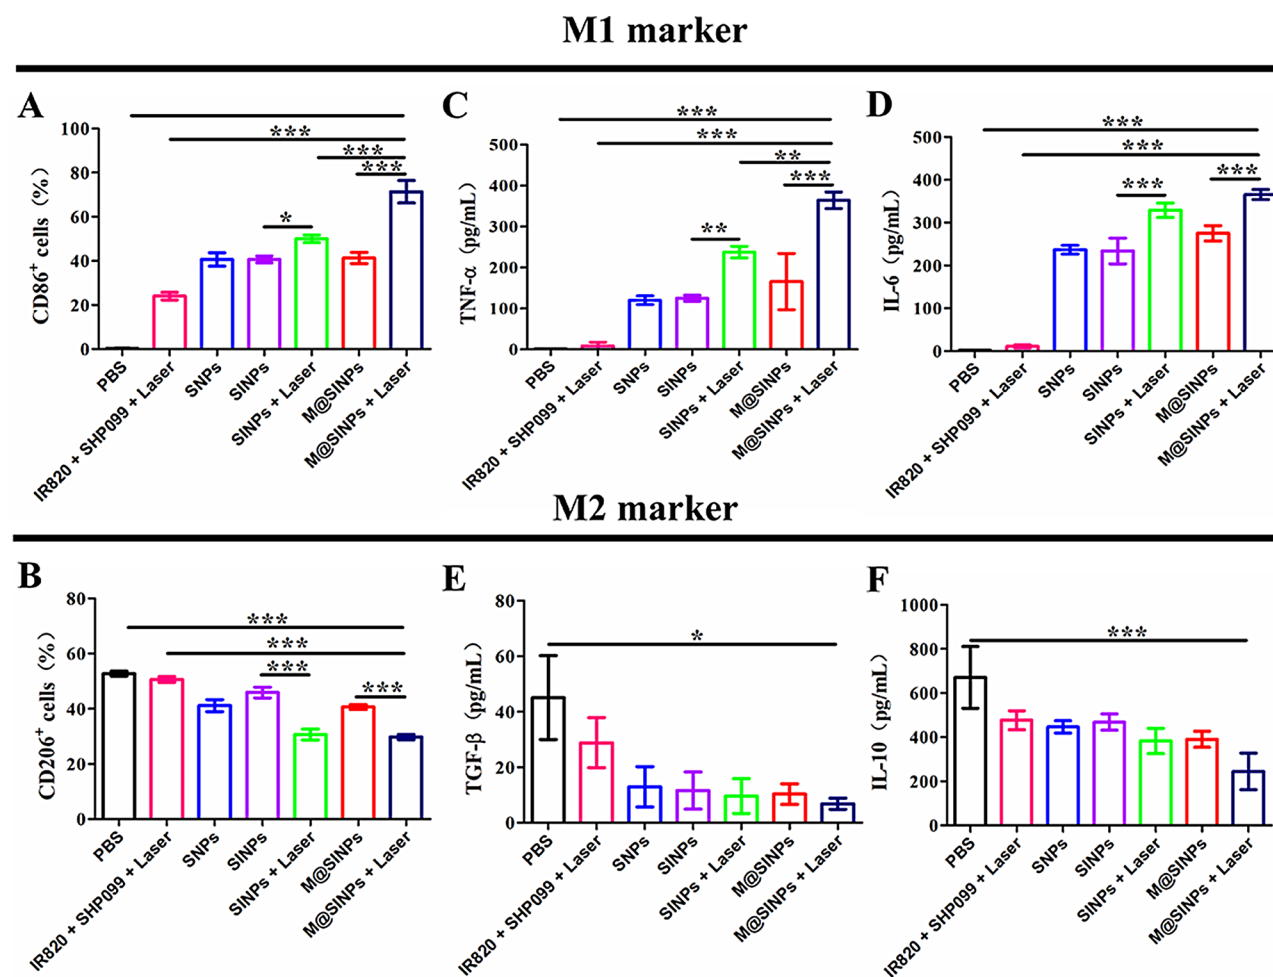 M1 marker
A
CD86+ cells (%)
100
80
60
40
20
0
***
***
***
*
PBS
IR820 + SHP099 + Laser
SNPs
SINPs
SINPs + Laser
M@SINPs
M@SINPs + Laser
C
TNF-α (pg/mL)
500
400
300
200
100
0
***
***
**
***
**
PBS
IR820 + SHP099 + Laser
SNPs
SINPs
SINPs + Laser
M@SINPs
M@SINPs + Laser
D
IL-6 (pg/mL)
500
400
300
200
100
0
***
***
***
***
PBS
IR820 + SHP099 + Laser
SNPs
SINPs
SINPs + Laser
M@SINPs
M@SINPs + Laser
M2 marker
B
CD206+ cells (%)
80
60
40
20
0
***
***
***
***
PBS
IR820 + SHP099 + Laser
SNPs
SINPs
SINPs + Laser
M@SINPs
M@SINPs + Laser
E
TGF-β (pg/mL)
80
60
40
20
0
*
PBS
IR820 + SHP099 + Laser
SNPs
SINPs
SINPs + Laser
M@SINPs
M@SINPs + Laser
F
IL-10 (pg/mL)
1000
800
600
400
200
0
***
PBS
IR820 + SHP099 + Laser
SNPs
SINPs
SINPs + Laser
M@SINPs
M@SINPs + Laser